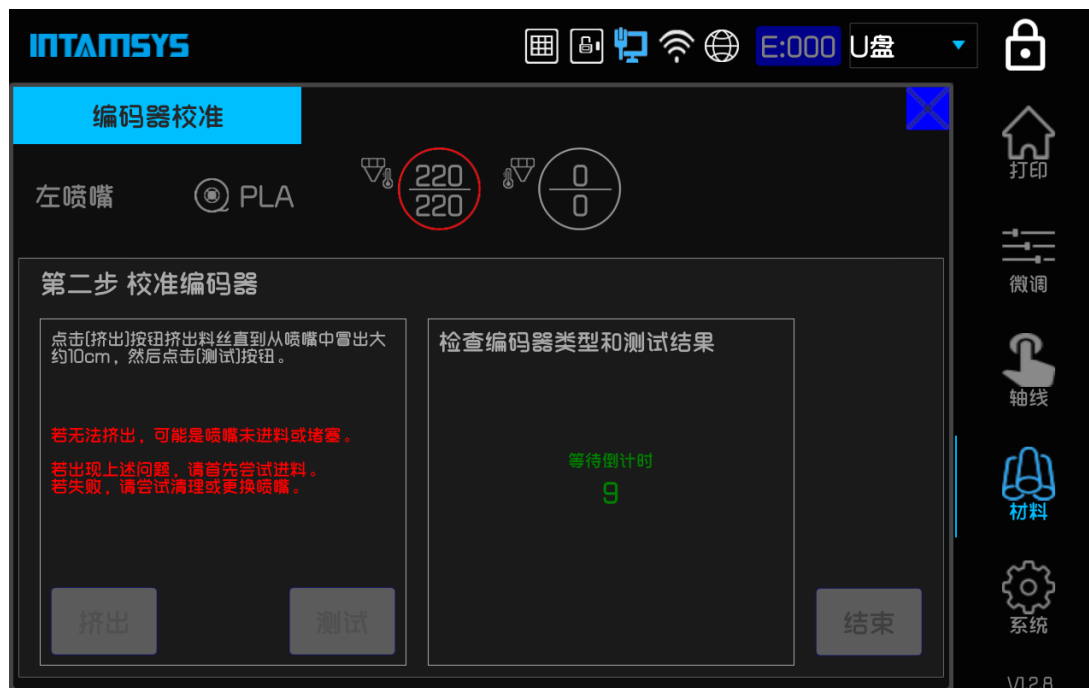 INTAMSYS
E:000
U盘
编码器校准
左喷嘴
PLA
220
220
0
0
第二步 校准编码器
点击[挤出]按钮挤出料丝直到从喷嘴中冒出大
约10cm，然后点击[测试]按钮。
若无法挤出，可能是喷嘴未进料或堵塞。
若出现上述问题，请首先尝试进料。
若失败，请尝试清理或更换喷嘴。
挤出
测试
检查编码器类型和测试结果
等待倒计时
9
结束
打印
微调
轴线
材料
系统
V1.2.8